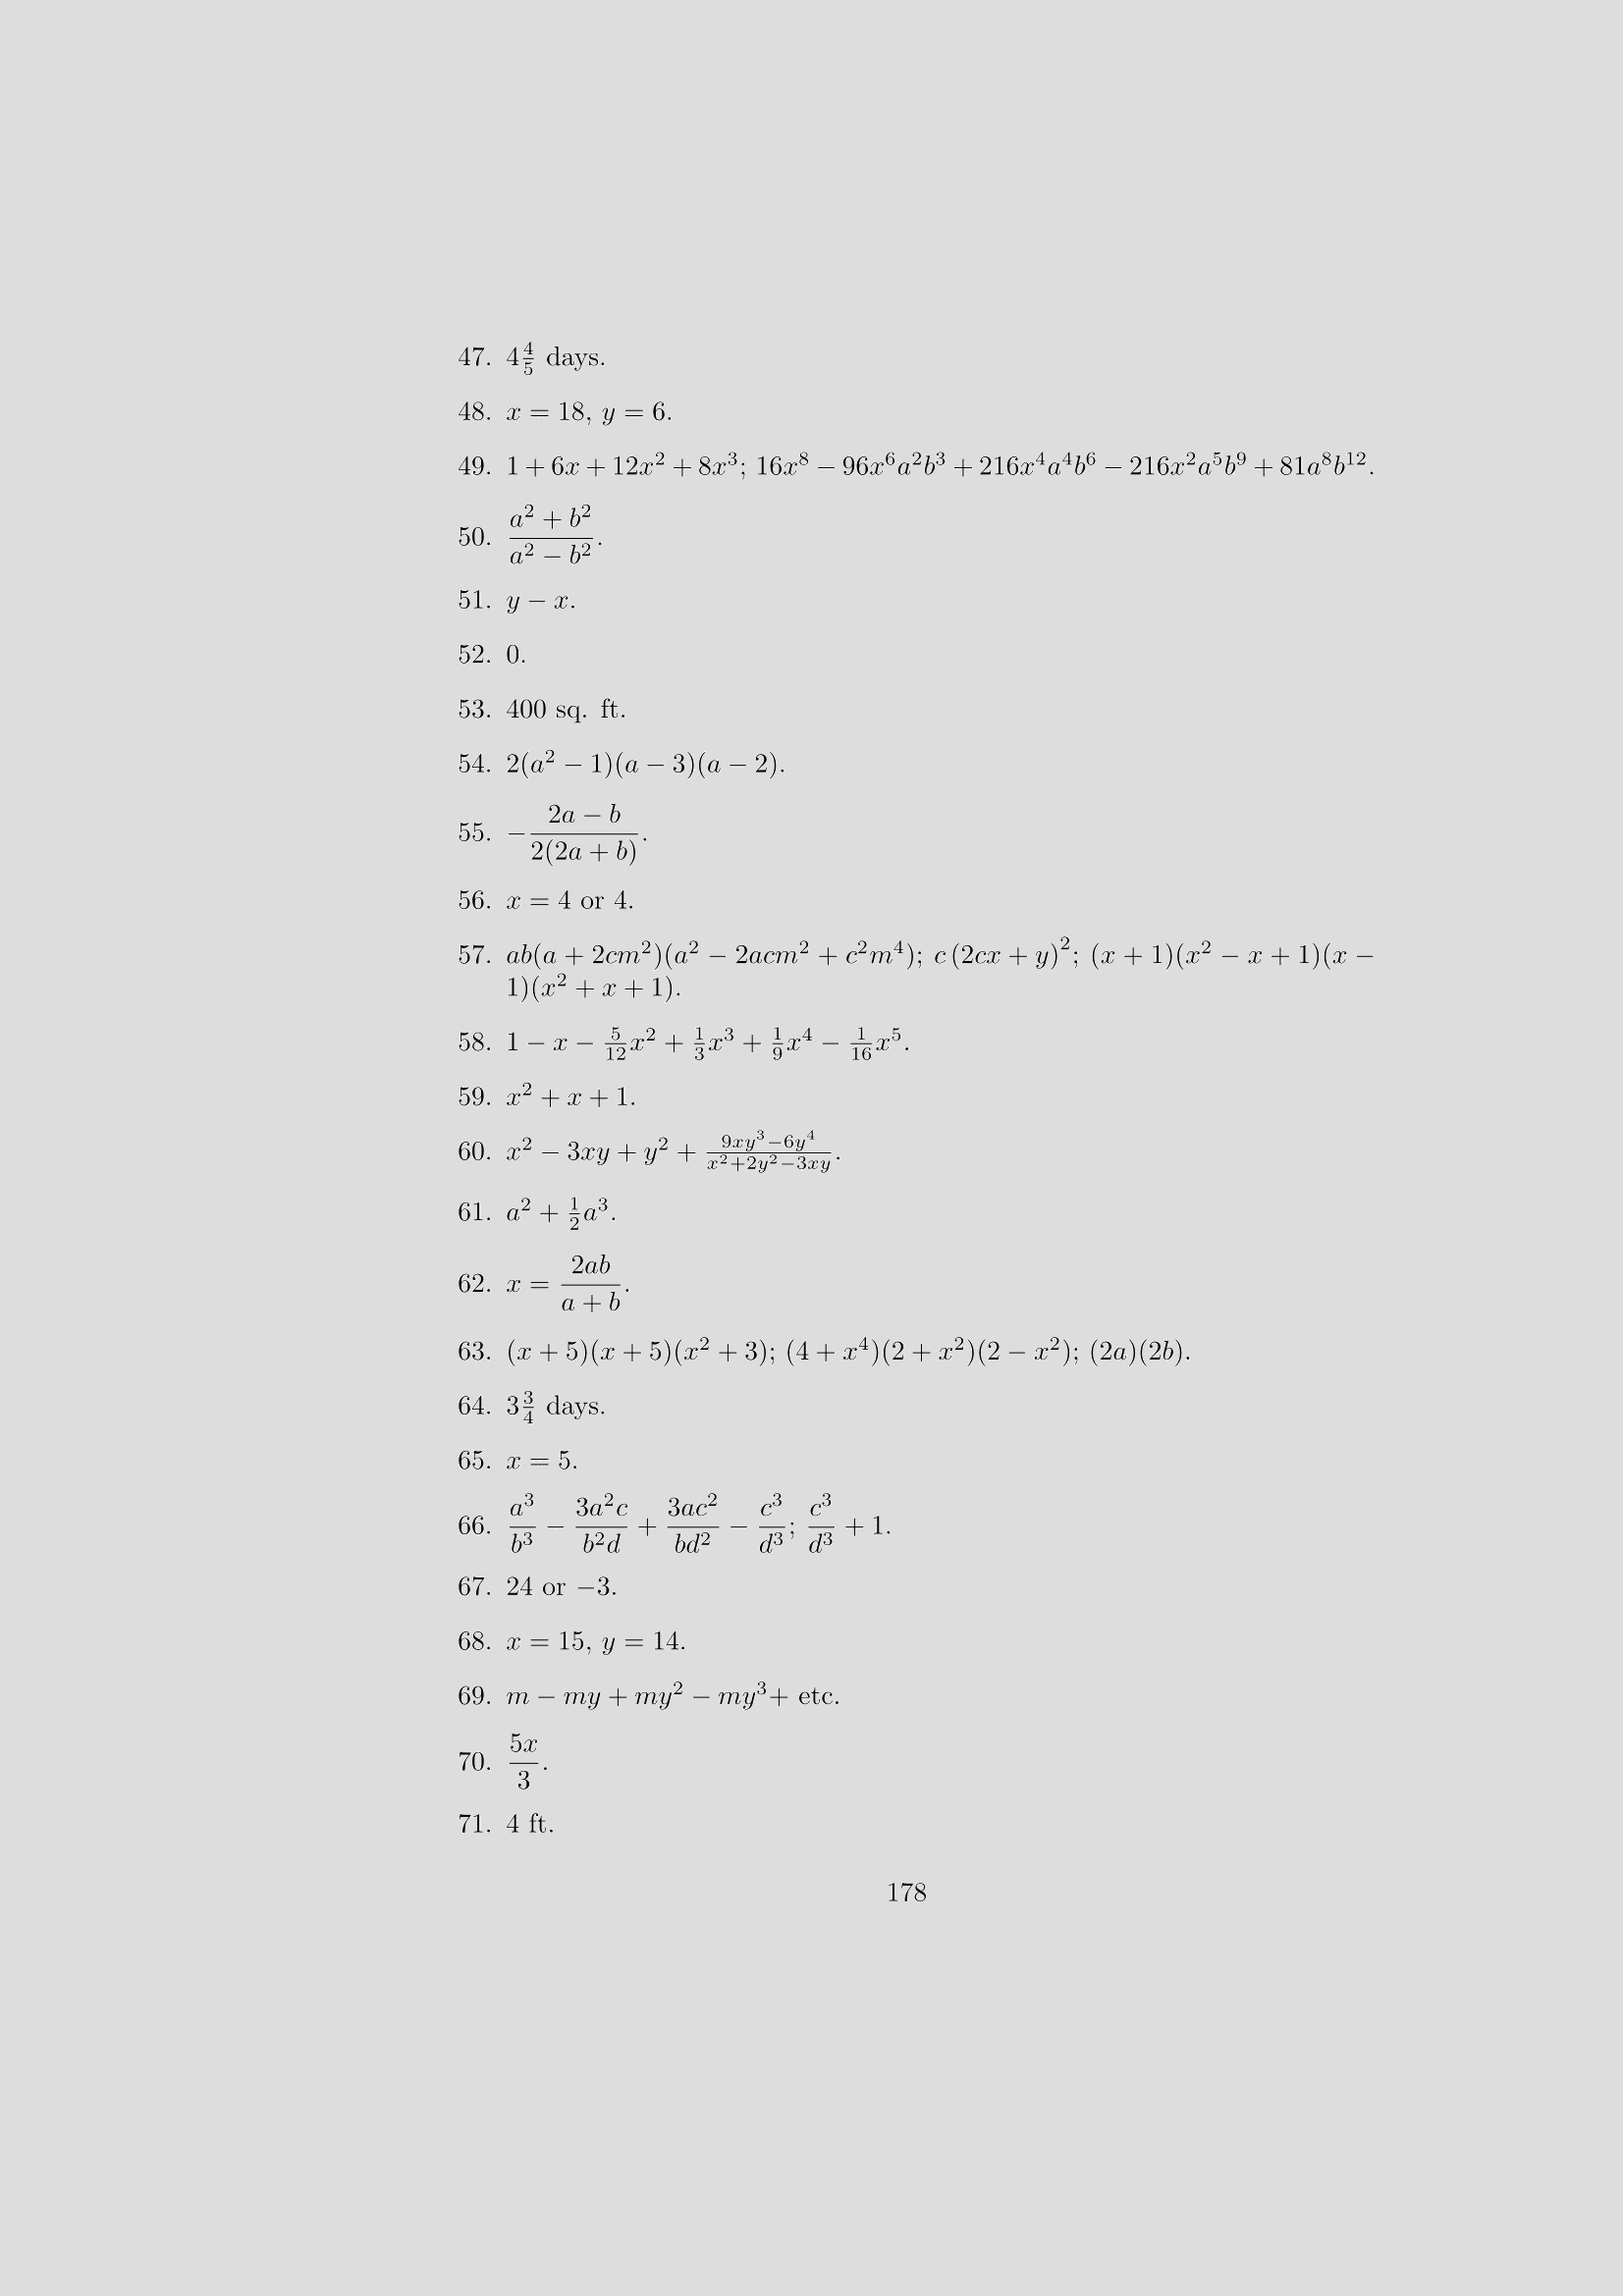 47. $4\frac{4}{5}$ days.
48. $x = 18$, $y = 6$.
49. $1 + 6x + 12x^2 + 8x^3$; $16x^8 - 96x^6a^2b^3 + 216x^4a^4b^6 - 216x^2a^5b^9 + 81a^8b^{12}$.
50. $\dfrac{a^2 + b^2}{a^2 - b^2}$.
51. $y - x$.
52. 0.
53. 400 sq. ft.
54. $2(a^2 - 1)(a - 3)(a - 2)$.
55. $-\dfrac{2a - b}{2(2a + b)}$.
56. $x = 4$ or 4.
57. $ab(a + 2cm^2)(a^2 - 2acm^2 + c^2m^4)$; $c\,(2cx + y)^2$; $(x + 1)(x^2 - x + 1)(x -$
$1)(x^2 + x + 1)$.
58. $1 - x - \frac{5}{12}x^2 + \frac{1}{3}x^3 + \frac{1}{9}x^4 - \frac{1}{16}x^5$.
59. $x^2 + x + 1$.
60. $x^2 - 3xy + y^2 + \frac{9xy^3 - 6y^4}{x^2 + 2y^2 - 3xy}$.
61. $a^2 + \frac{1}{2}a^3$.
62. $x = \dfrac{2ab}{a + b}$.
63. $(x + 5)(x + 5)(x^2 + 3)$; $(4 + x^4)(2 + x^2)(2 - x^2)$; $(2a)(2b)$.
64. $3\frac{3}{4}$ days.
65. $x = 5$.
66. $\dfrac{a^3}{b^3} - \dfrac{3a^2c}{b^2d} + \dfrac{3ac^2}{bd^2} - \dfrac{c^3}{d^3}$; $\dfrac{c^3}{d^3} + 1$.
67. 24 or $-3$.
68. $x = 15$, $y = 14$.
69. $m - my + my^2 - my^3 +$ etc.
70. $\dfrac{5x}{3}$.
71. 4 ft.
178